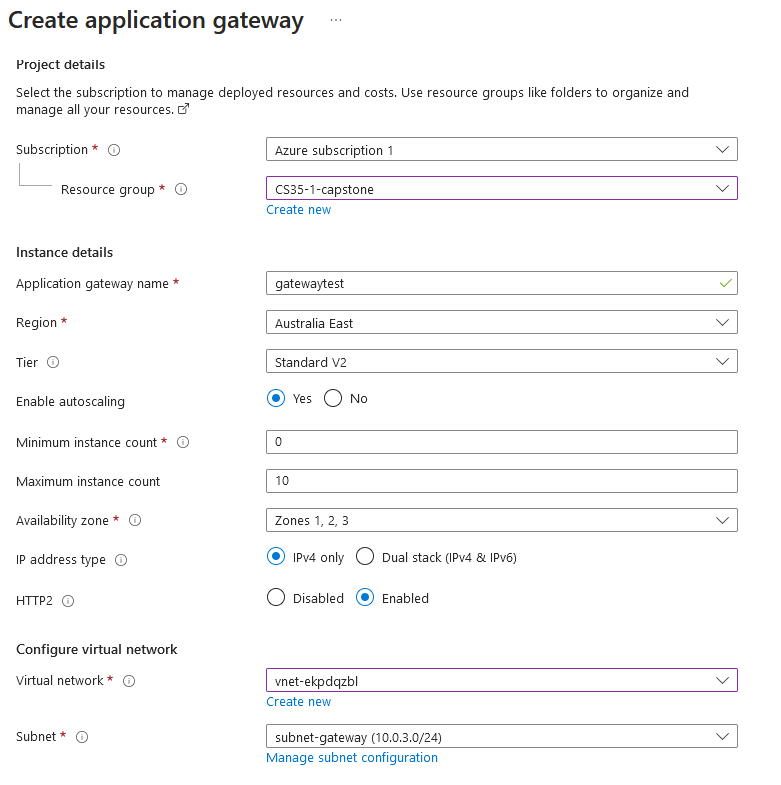 Create application gateway ...
Project details
Select the subscription to manage deployed resources and costs. Use resource groups like folders to organize and
manage all your resources.
Subscription * Azure subscription 1
Resource group * CS35-1-capstone
Create new
Instance details
Application gateway name * gatewaytest
Region * Australia East
Tier Standard V2
Enable autoscaling Yes No
Minimum instance count * 0
Maximum instance count 10
Availability zone * Zones 1, 2, 3
IP address type IPv4 only Dual stack (IPv4 & IPv6)
HTTP2 Disabled Enabled
Configure virtual network
Virtual network * vnet-ekpdqzbl
Create new
Subnet * subnet-gateway (10.0.3.0/24)
Manage subnet configuration